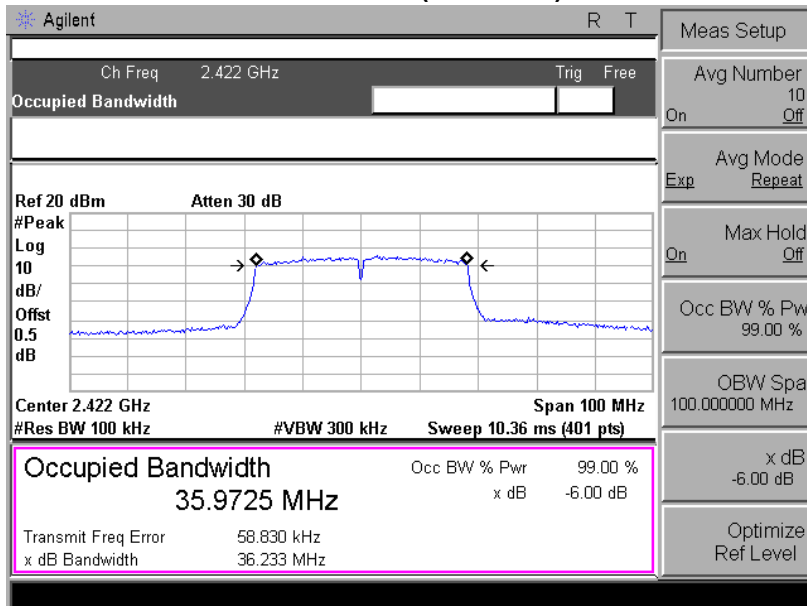 Agilent
R T
Meas Setup
Ch Freq 2.422 GHz
Trig Free
Occupied Bandwidth
Avg Number
10
On Off
Avg Mode
Exp Repeat
Max Hold
On Off
Occ BW % Pw
99.00 %
OBW Spa
100.000000 MHz
x dB
-6.00 dB
Optimize
Ref Level
Ref 20 dBm Atten 30 dB
#Peak
Log
10
dB/
Offst
0.5
dB
Center 2.422 GHz Span 100 MHz
#Res BW 100 kHz #VBW 300 kHz Sweep 10.36 ms (401 pts)
Occupied Bandwidth
35.9725 MHz
Occ BW % Pwr 99.00 %
x dB -6.00 dB
Transmit Freq Error 58.830 kHz
x dB Bandwidth 36.233 MHz